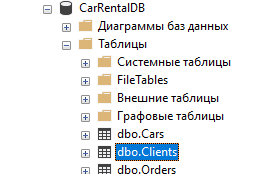 CarRentalDB
Диаграммы баз данных
Таблицы
Системные таблицы
FileTables
Внешние таблицы
Графовые таблицы
dbo.Cars
dbo.Clients
dbo.Orders